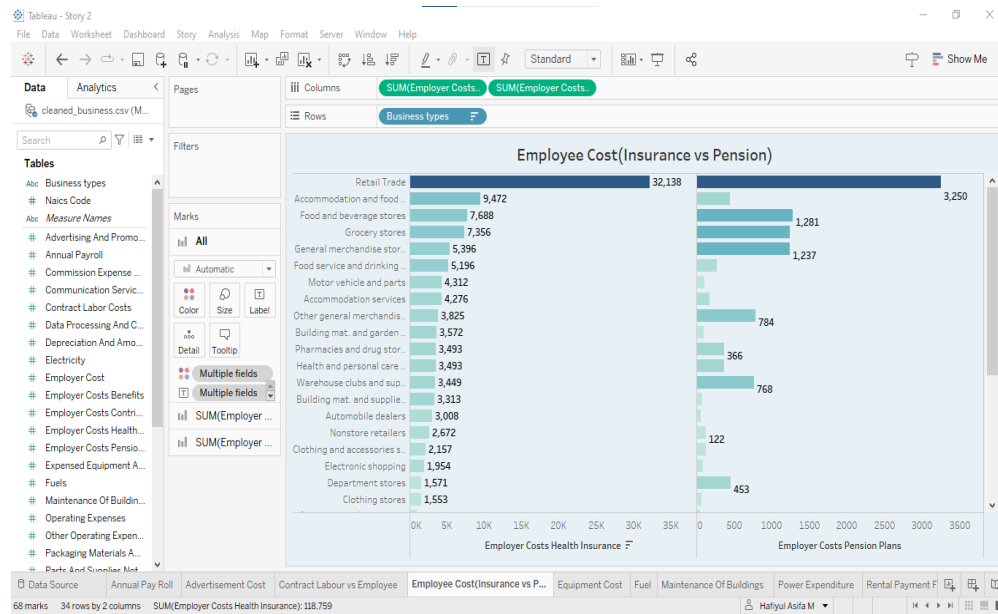 Tableau - Story 2
File Data Worksheet Dashboard Story Analysis Map Format Server Window Help
Standard
Show Me
Data Analytics
Pages
Columns SUM(Employer Costs.. SUM(Employer Costs..
cleaned_business.csv (M...
Rows Business types
Search
Filters
Employee Cost(Insurance vs Pension)
Tables
Abc Business types
# Naics Code
Abc Measure Names
# Advertising And Promo...
# Annual Payroll
# Commission Expense ...
# Communication Servic...
# Contract Labor Costs
# Data Processing And C...
# Depreciation And Amo...
# Electricity
# Employer Cost
# Employer Costs Benefits
# Employer Costs Contri...
# Employer Costs Health...
# Employer Costs Pensio...
# Expensed Equipment A...
# Fuels
# Maintenance Of Buildin...
# Operating Expenses
# Other Operating Expen...
# Packaging Materials A...
# Parts And Supplies Not
Marks
All
Automatic
Color Size Label
Detail Tooltip
Multiple fields
Multiple fields
SUM(Employer ...
SUM(Employer ...
Retail Trade 32,138 3,250
Accommodation and food .. 9,472
Food and beverage stores 7,688 1,281
Grocery stores 7,356
General merchandise stor.. 5,396 1,237
Food service and drinking .. 5,196
Motor vehicle and parts 4,312
Accommodation services 4,276
Other general merchandis.. 3,825 784
Building mat. and garden .. 3,572
Pharmacies and drug stor.. 3,493 366
Health and personal care .. 3,493
Warehouse clubs and sup.. 3,449 768
Building mat. and supplie.. 3,313
Automobile dealers 3,008
Nonstore retailers 2,672 122
Clothing and accessories s.. 2,157
Electronic shopping 1,954
Department stores 1,571 453
Clothing stores 1,553
0K 5K 10K 15K 20K 25K 30K 35K 0 500 1000 1500 2000 2500 3000 3500
Employer Costs Health Insurance Employer Costs Pension Plans
Data Source Annual Pay Roll Advertisement Cost Contract Labour vs Employee Employee Cost(Insurance vs P... Equipment Cost Fuel Maintenance Of Buildings Power Expenditure Rental Payment F
68 marks 34 rows by 2 columns SUM(Employer Costs Health Insurance): 118,759 Hafiyul Asifa M